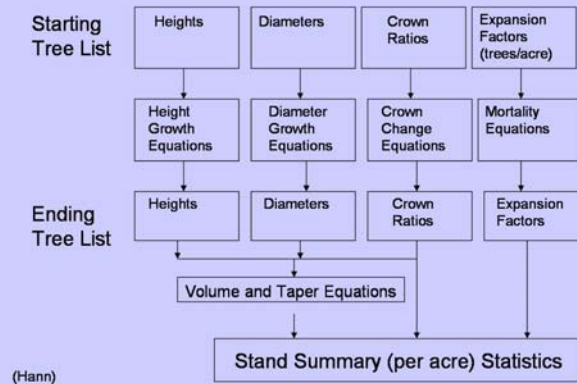 Starting
Tree List
Heights
Diameters
Crown
Ratios
Expansion
Factors
(trees/acre)
Height
Growth
Equations
Diameter
Growth
Equations
Crown
Change
Equations
Mortality
Equations
Ending
Tree List
Heights
Diameters
Crown
Ratios
Expansion
Factors
Volume and Taper Equations
Stand Summary (per acre) Statistics
(Hann)